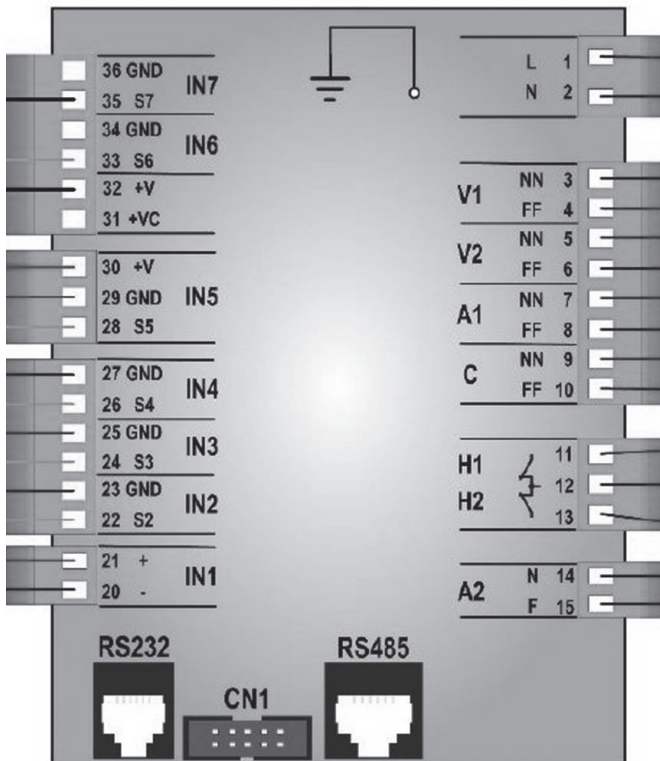 36 GND
IN7
35 S7
34 GND
IN6
33 S6
32 +V
31 +VC
30 +V
29 GND IN5
28 S5
27 GND
IN4
26 S4
25 GND
IN3
24 S3
23 GND
IN2
22 S2
21 +
IN1
20 -
L 1
N 2
V1 NN 3
FF 4
V2 NN 5
FF 6
A1 NN 7
FF 8
C NN 9
FF 10
H1 11
12
H2
13
A2 N 14
F 15
RS232
CN1
RS485